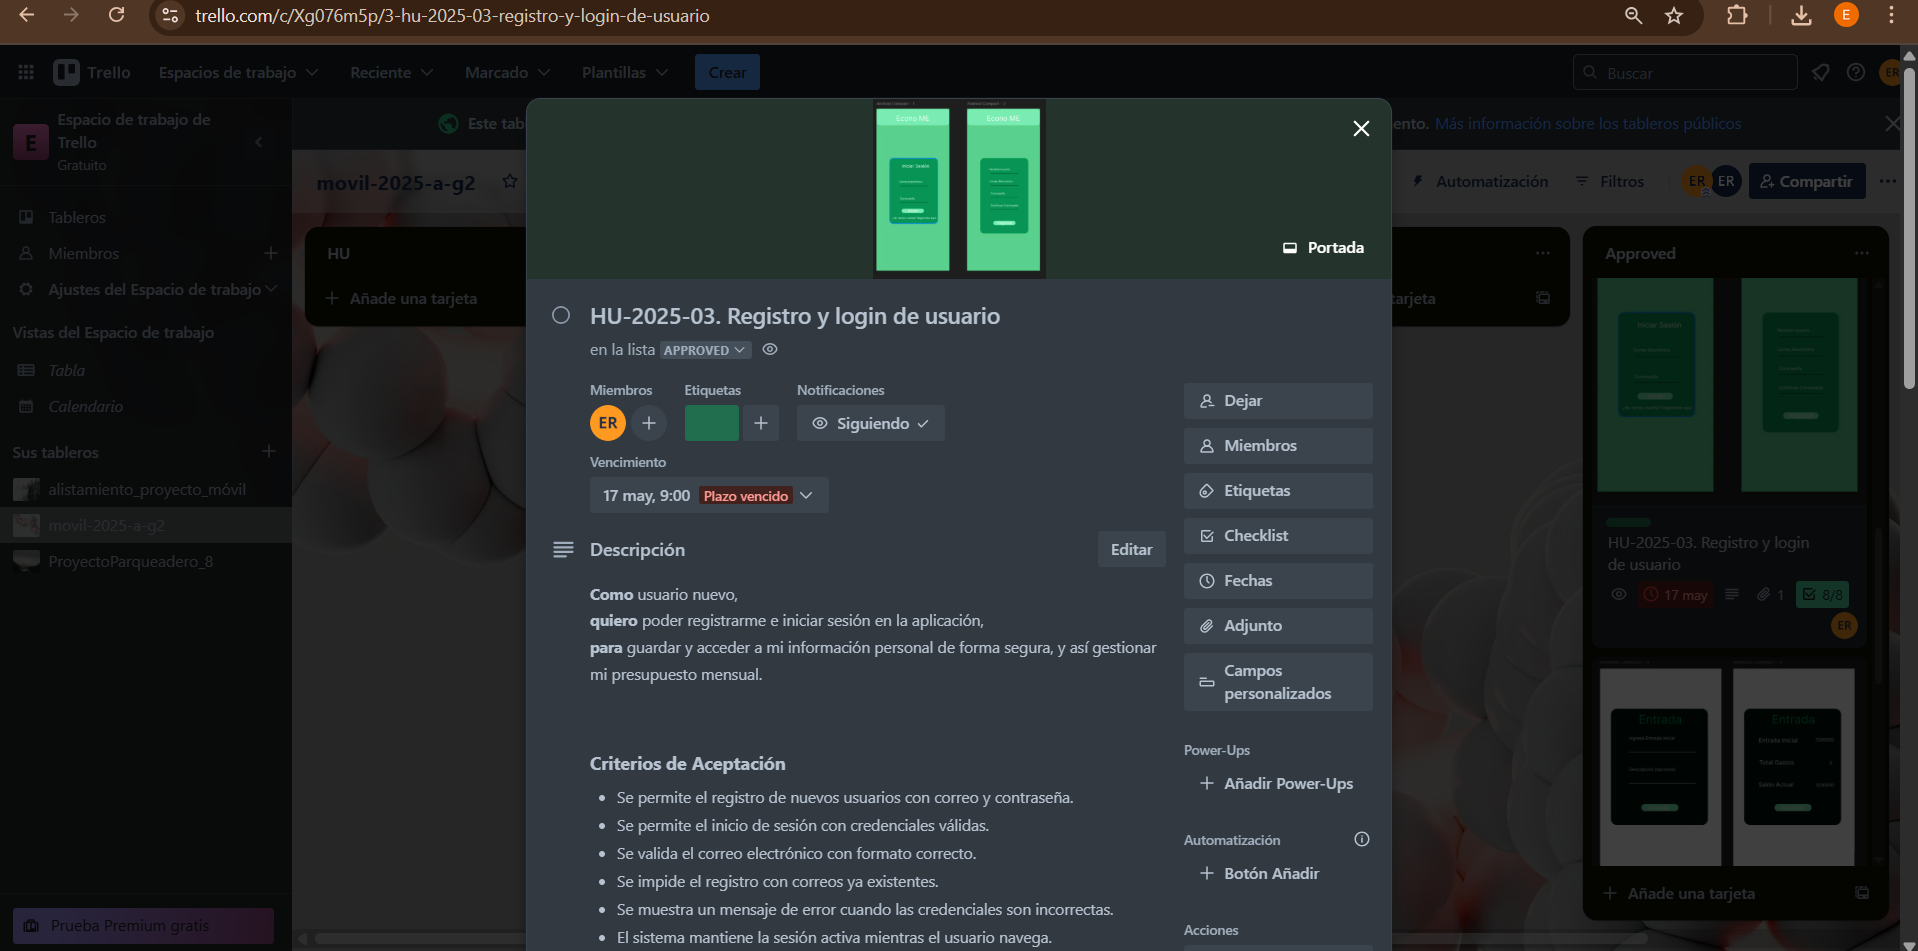 trello.com/c/Xg076m5p/3-hu-2025-03-registro-y-login-de-usuario
E
Trello
Espacios de trabajo
Reciente
Marcado
Plantillas
Crear
Buscar
ER
E
Espacio de trabajo de
Trello
Gratuito
Este tab
ento. Más información sobre los tableros públicos
movil-2025-a-g2
Automatización
Filtros
ER
ER
Compartir
Tableros
Miembros
Ajustes del Espacio de trabajo
Vistas del Espacio de trabajo
Tabla
Calendario
Sus tableros
alistamiento_proyecto_móvil
movil-2025-a-g2
ProyectoParqueadero_8
Prueba Premium gratis
HU
Añade una tarjeta
Econo ME
Iniciar Sesión
Econo ME
Portada
HU-2025-03. Registro y login de usuario
en la lista APPROVED
Miembros
Etiquetas
Notificaciones
ER
Siguiendo
Vencimiento
17 may, 9:00 Plazo vencido
Descripción
Editar
Como usuario nuevo,
quiero poder registrarme e iniciar sesión en la aplicación,
para guardar y acceder a mi información personal de forma segura, y así gestionar
mi presupuesto mensual.
Criterios de Aceptación
Se permite el registro de nuevos usuarios con correo y contraseña.
Se permite el inicio de sesión con credenciales válidas.
Se valida el correo electrónico con formato correcto.
Se impide el registro con correos ya existentes.
Se muestra un mensaje de error cuando las credenciales son incorrectas.
El sistema mantiene la sesión activa mientras el usuario navega.
Dejar
Miembros
Etiquetas
Checklist
Fechas
Adjunto
Campos
personalizados
Power-Ups
Añadir Power-Ups
Automatización
Botón Añadir
Acciones
tarjeta
Approved
Iniciar Sesión
HU-2025-03. Registro y login
de usuario
17 may
1
8/8
ER
Entrada
Entrada
Entrada Inicial
Total Gastos
Saldo Actual
Añade una tarjeta